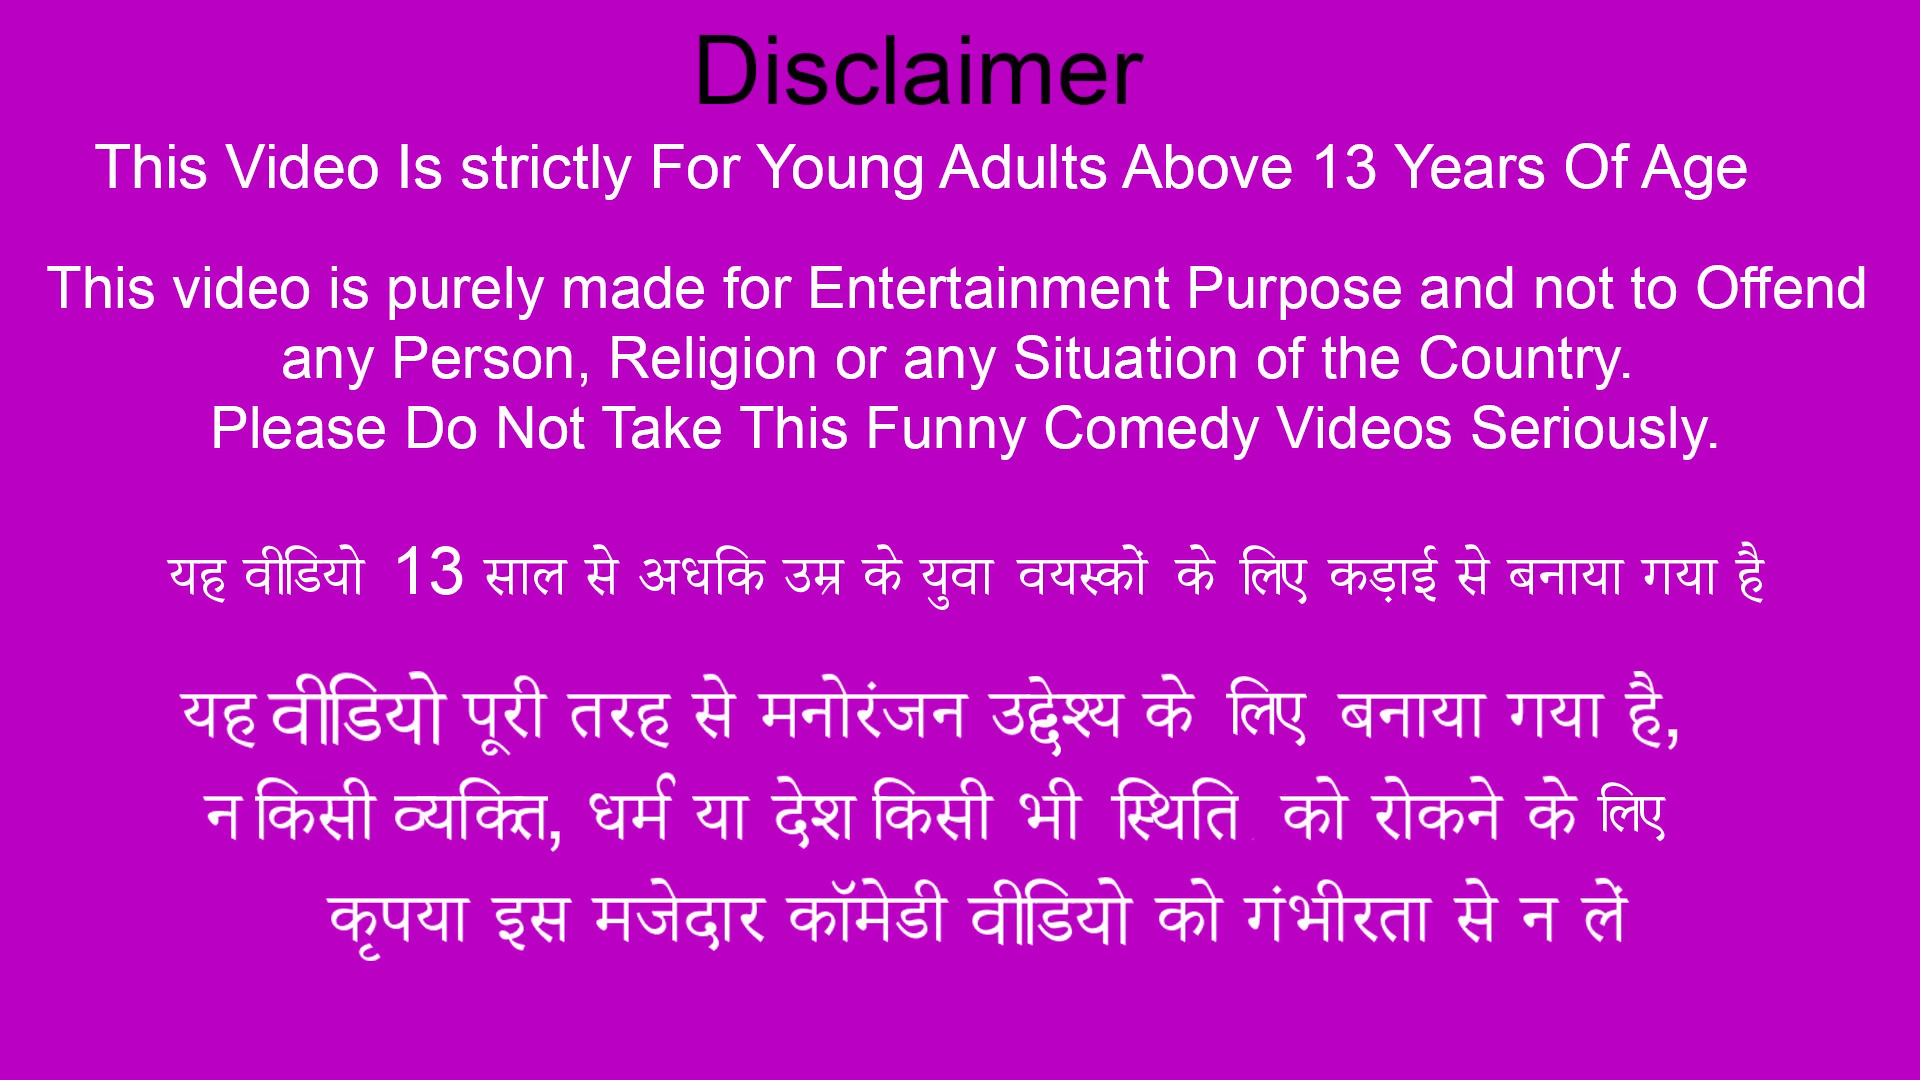 Disclaimer
This Video Is strictly For Young Adults Above 13 Years Of Age
This video is purely made for Entertainment Purpose and not to Offend
any Person, Religion or any Situation of the Country.
Please Do Not Take This Funny Comedy Videos Seriously.
यह वीडियो 13 साल से अधकि उम्र के युवा वयस्कों के लिए कड़ाई से बनाया गया है
यह वीडियो पूरी तरह से मनोरंजन उद्देश्य के लिए बनाया गया है,
न किसी व्यक्ति, धर्म या देश किसी भी स्थिति को रोकने के लिए
कृपया इस मजेदार कॉमेडी वीडियो को गंभीरता से न लें